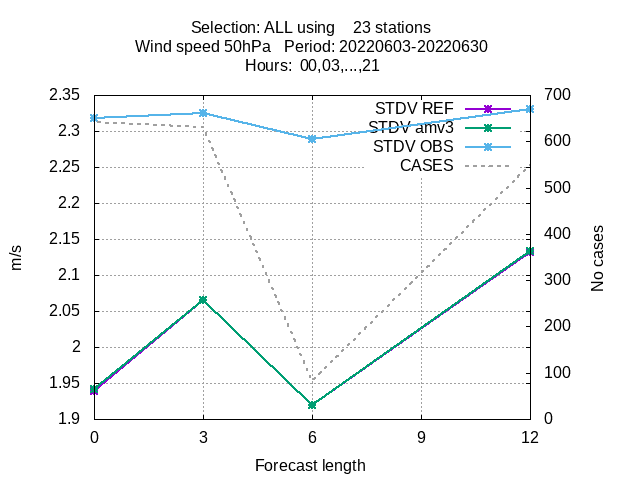 Selection: ALL using    23 stations
Wind speed 50hPa   Period: 20220603-20220630
Hours:  00,03,...,21
STDV REF
STDV amv3
STDV OBS
CASES
2.35
2.3
2.25
2.2
2.15
2.1
2.05
2
1.95
1.9
700
600
500
400
300
200
100
0
m/s
No cases
0 3 6 9 12
Forecast length